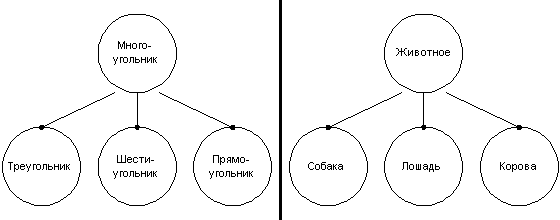 Много-
угольник
Животное
Треугольник
Шести-
угольник
Прямо-
угольник
Собака
Лошадь
Корова